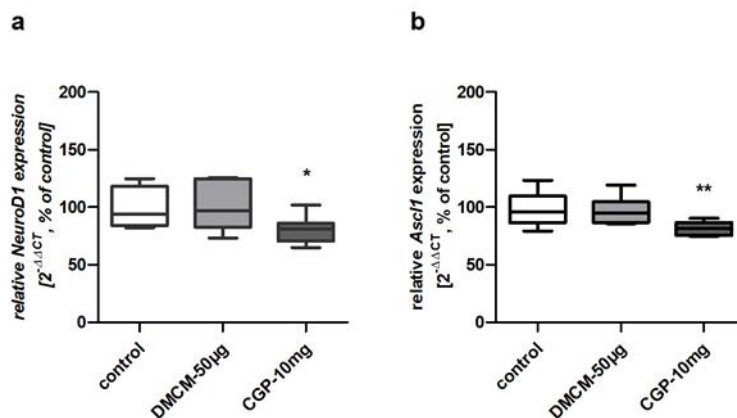 a
relative NeuroD1 expression
[2-ΔΔCT, % of control]
200
150
100
50
0
*
control
DMCM-50µg
CGP-10mg
b
relative Ascl1 expression
[2-ΔΔCT, % of control]
200
150
100
50
0
**
control
DMCM-50µg
CGP-10mg